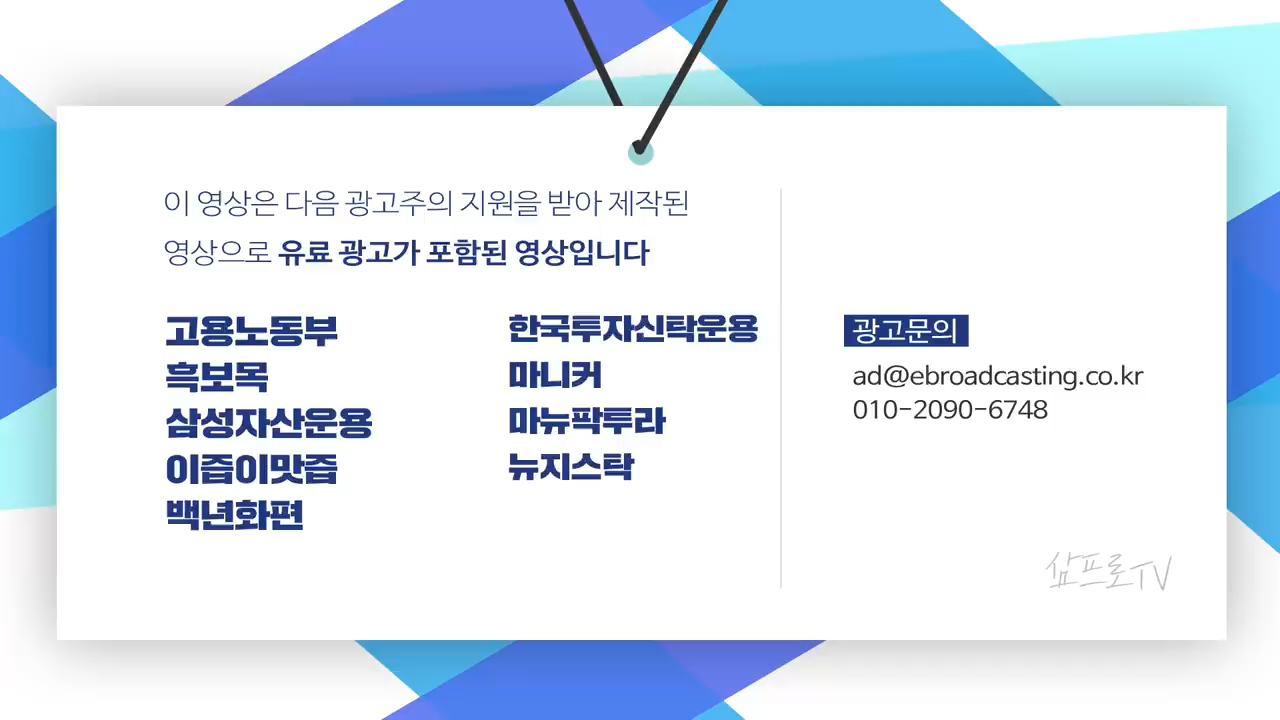 이 영상은 다음 광고주의 지원을 받아 제작된
영상으로 유료 광고가 포함된 영상입니다
고용노동부
흑보목
삼성자산운용
이즙이맛즙
백년화편
한국투자신탁운용
마니커
마뉴팍투라
뉴지스탁
광고문의
ad@ebroadcasting.co.kr
010-2090-6748
삼프로TV